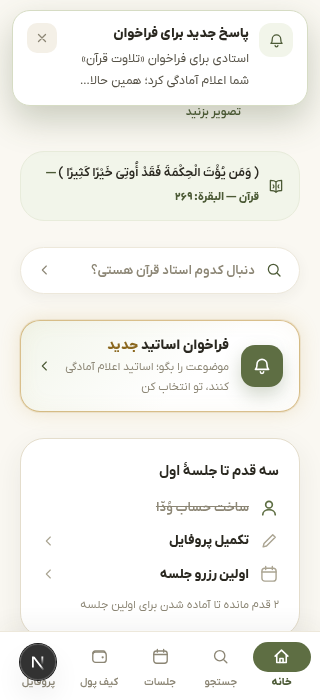 پاسخ جدید برای فراخوان
استادی برای فراخوان «تلاوت قرآن»
شما اعلام آمادگی کرد؛ همین حالا...
تصویر بزنید
﴿ وَمَن يُؤْتَ الْحِكْمَةَ فَقَدْ أُوتِيَ خَيْرًا كَثِيرًا ﴾ —
قرآن — البقرة: ۲۶۹
دنبال کدوم استاد قرآن هستی؟
فراخوان اساتید جدید
موضوعت را بگو؛ اساتید اعلام آمادگی
کنند، تو انتخاب کن
سه قدم تا جلسهٔ اول
ساخت حساب وُدّا
تکمیل پروفایل
اولین رزرو جلسه
۲ قدم مانده تا آماده شدن برای اولین جلسه
خانه
جستجو
جلسات
کیف پول
پروفایل
N